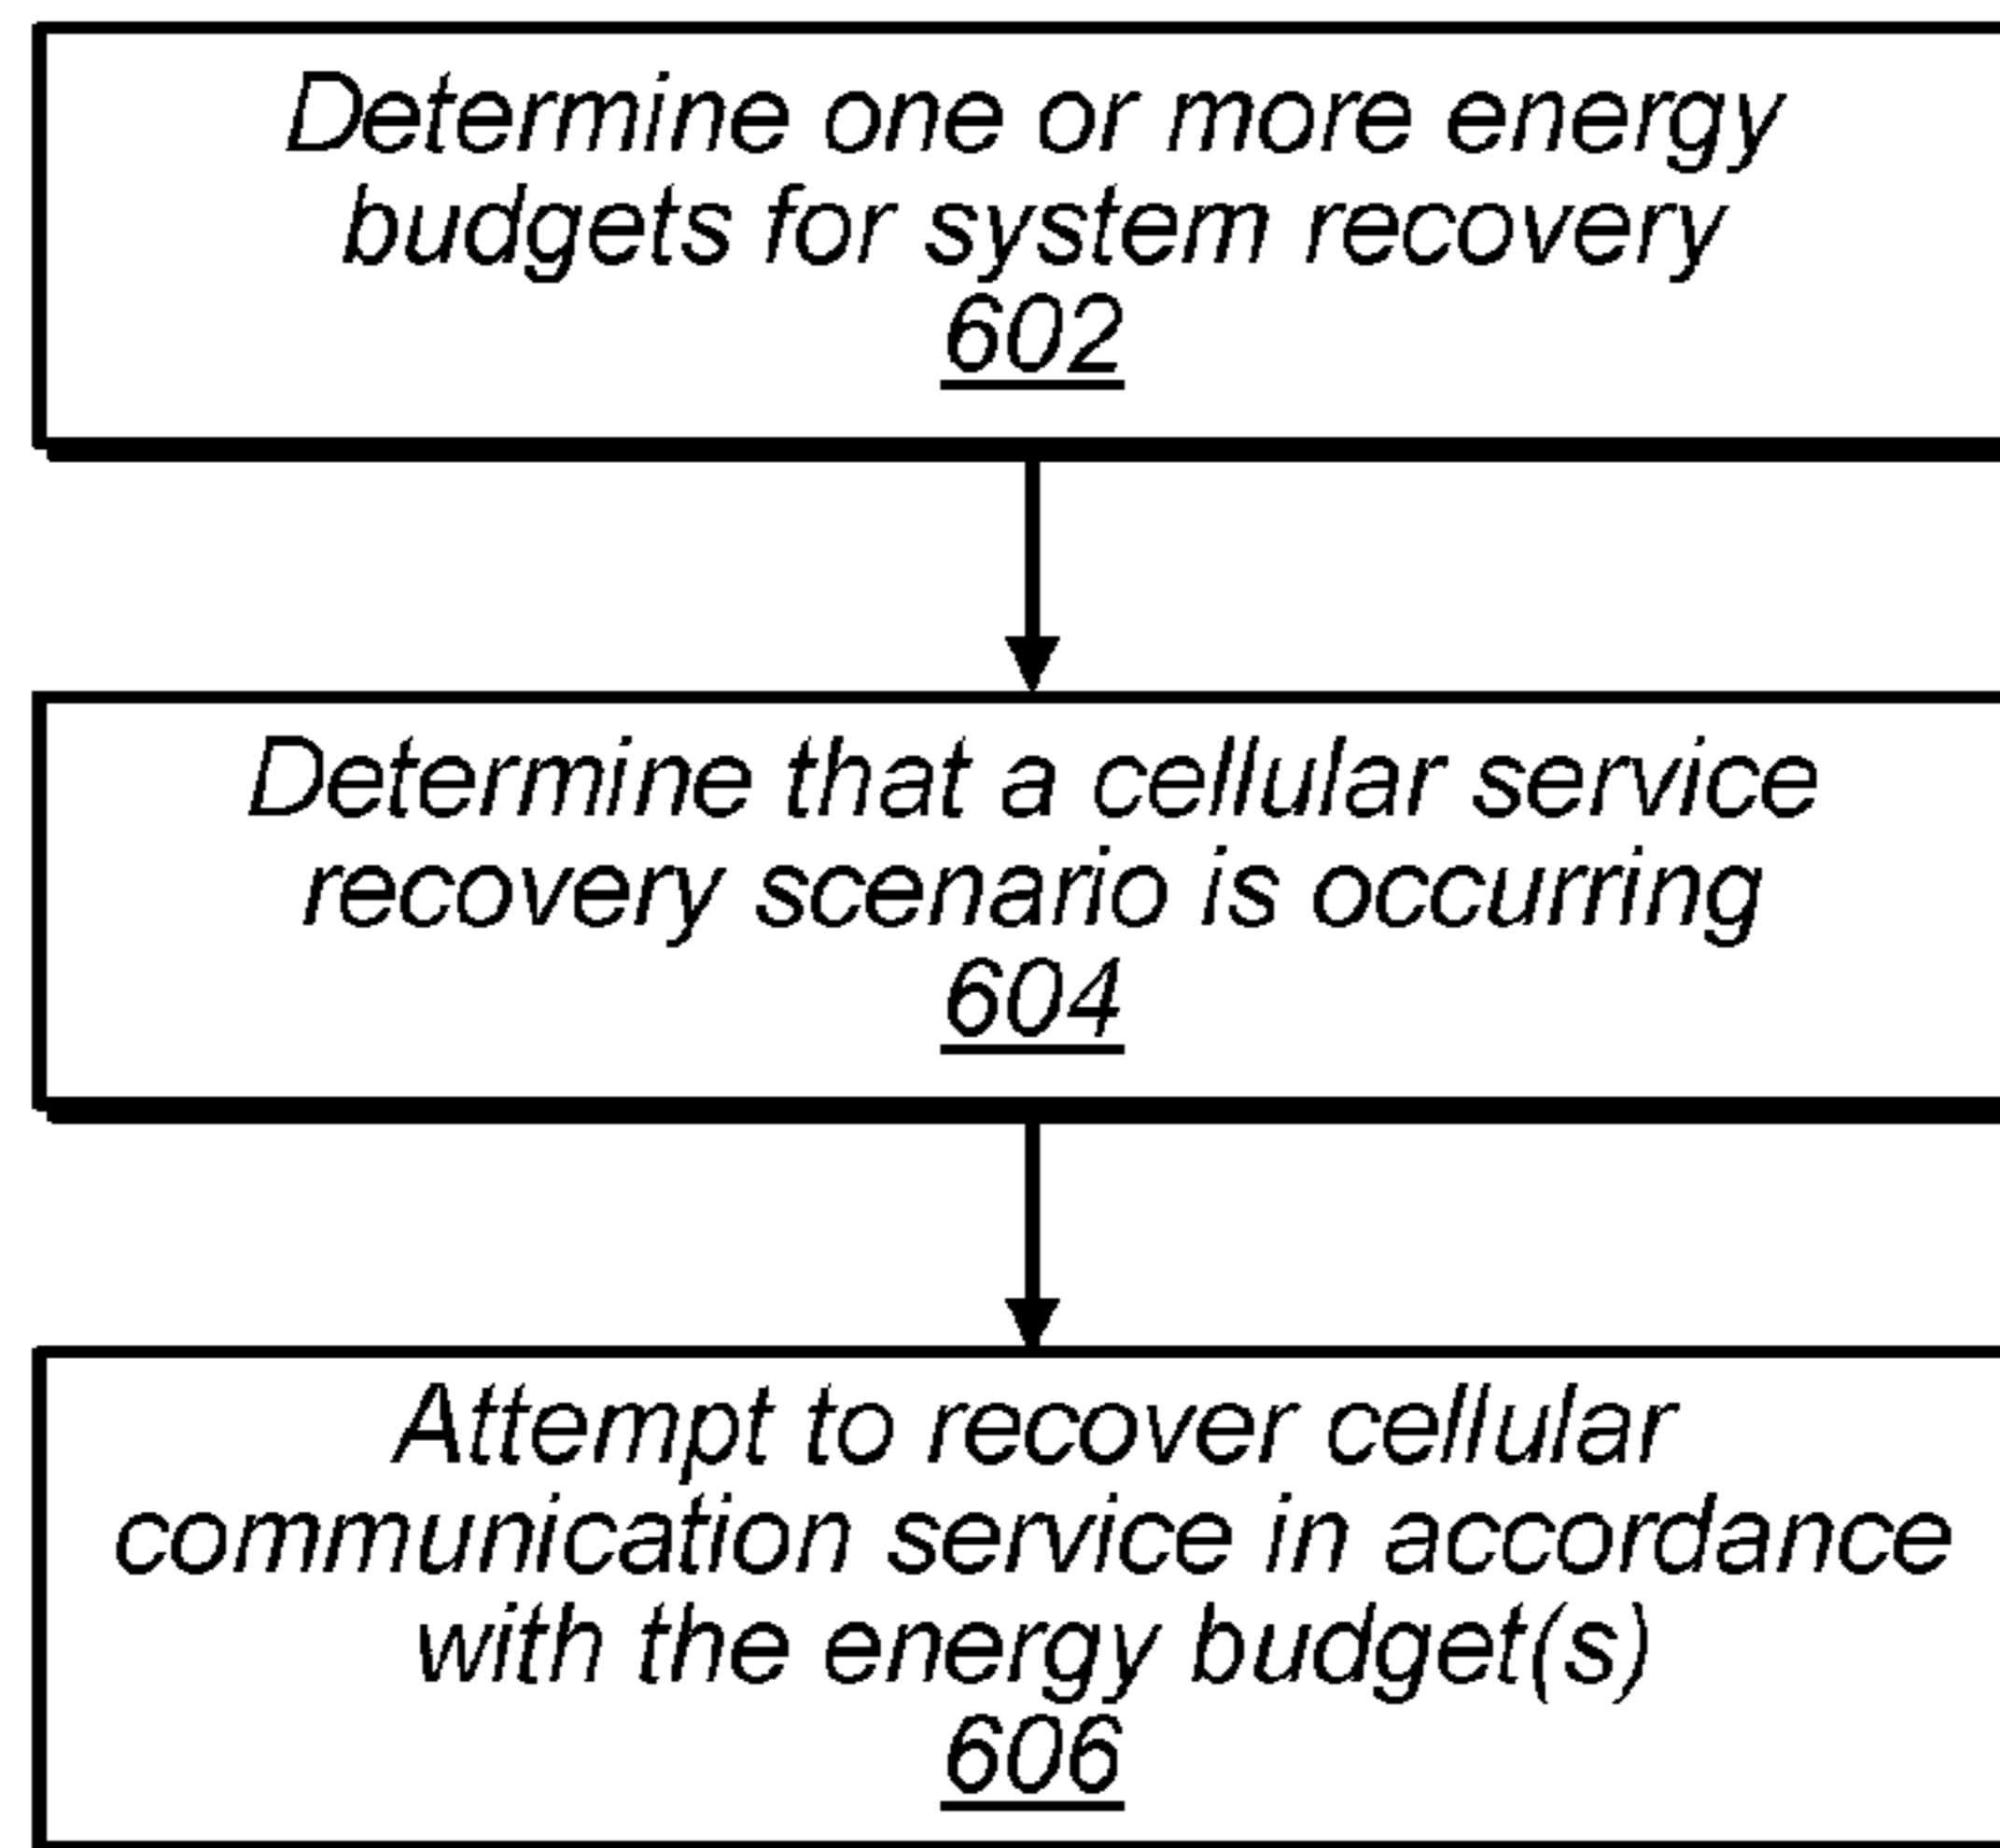 Determine one or more energy
budgets for system recovery
602
Determine that a cellular service
recovery scenario is occurring
604
Attempt to recover cellular
communication service in accordance
with the energy budget(s)
606